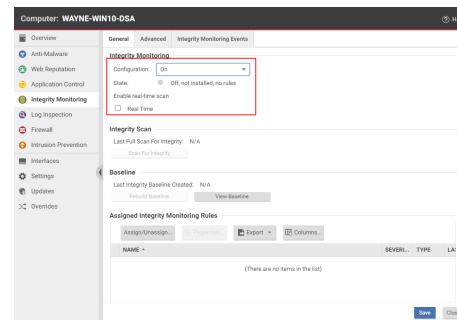 Computer: WAYNE-WIN10-DSA
Overview
Anti-Malware
Web Reputation
Application Control
Integrity Monitoring
Log Inspection
Firewall
Intrusion Prevention
Interfaces
Settings
Updates
Overrides
General Advanced Integrity Monitoring Events
Integrity Monitoring
Configuration: On
State: Off, not installed, no rules
Enable real-time scan
Real Time
Integrity Scan
Last Full Scan For Integrity: N/A
Scan For Integrity
Baseline
Last Integrity Baseline Created: N/A
Rebuild Baseline View Baseline
Assigned Integrity Monitoring Rules
Assign/Unassign... Properties... Export Columns...
NAME SEVERI... TYPE LA
(There are no items in the list)
Save Clos